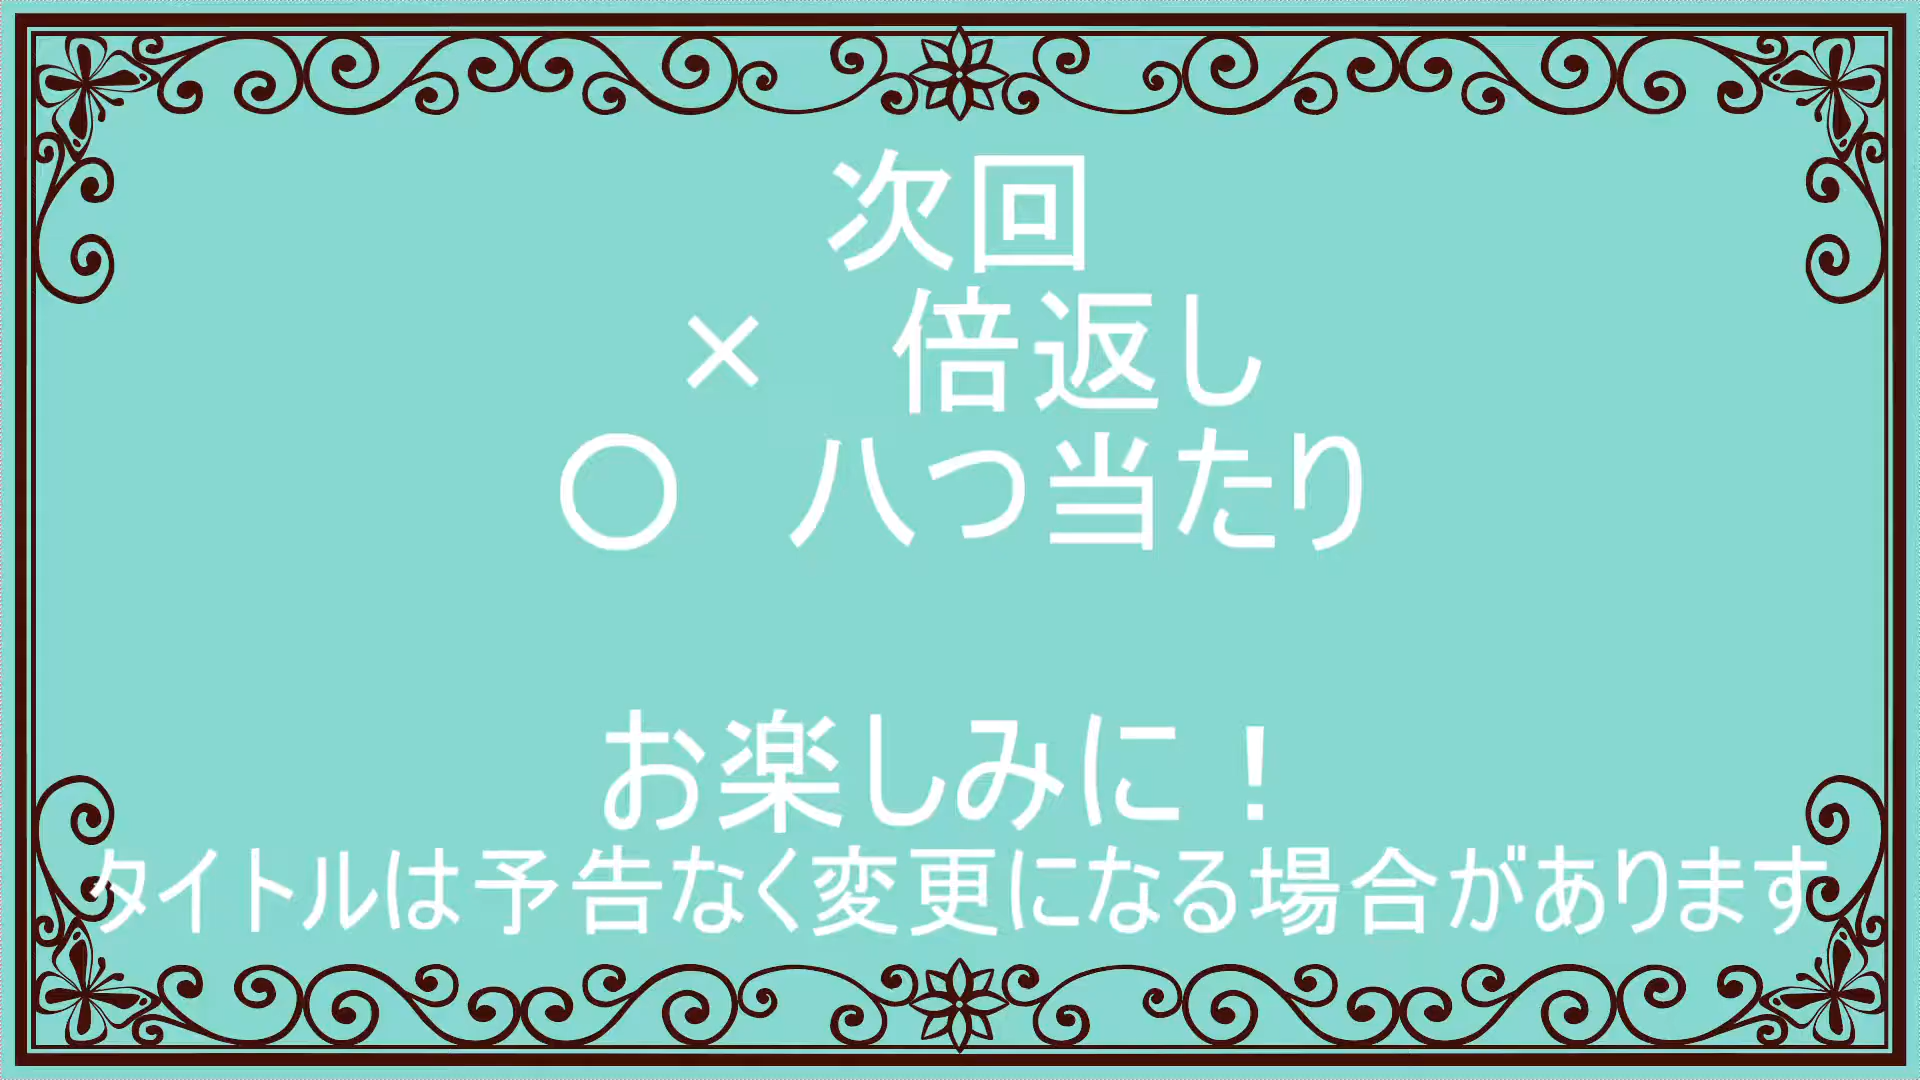 次回
×　倍返し
〇　八つ当たり
お楽しみに！
タイトルは予告なく変更になる場合があります